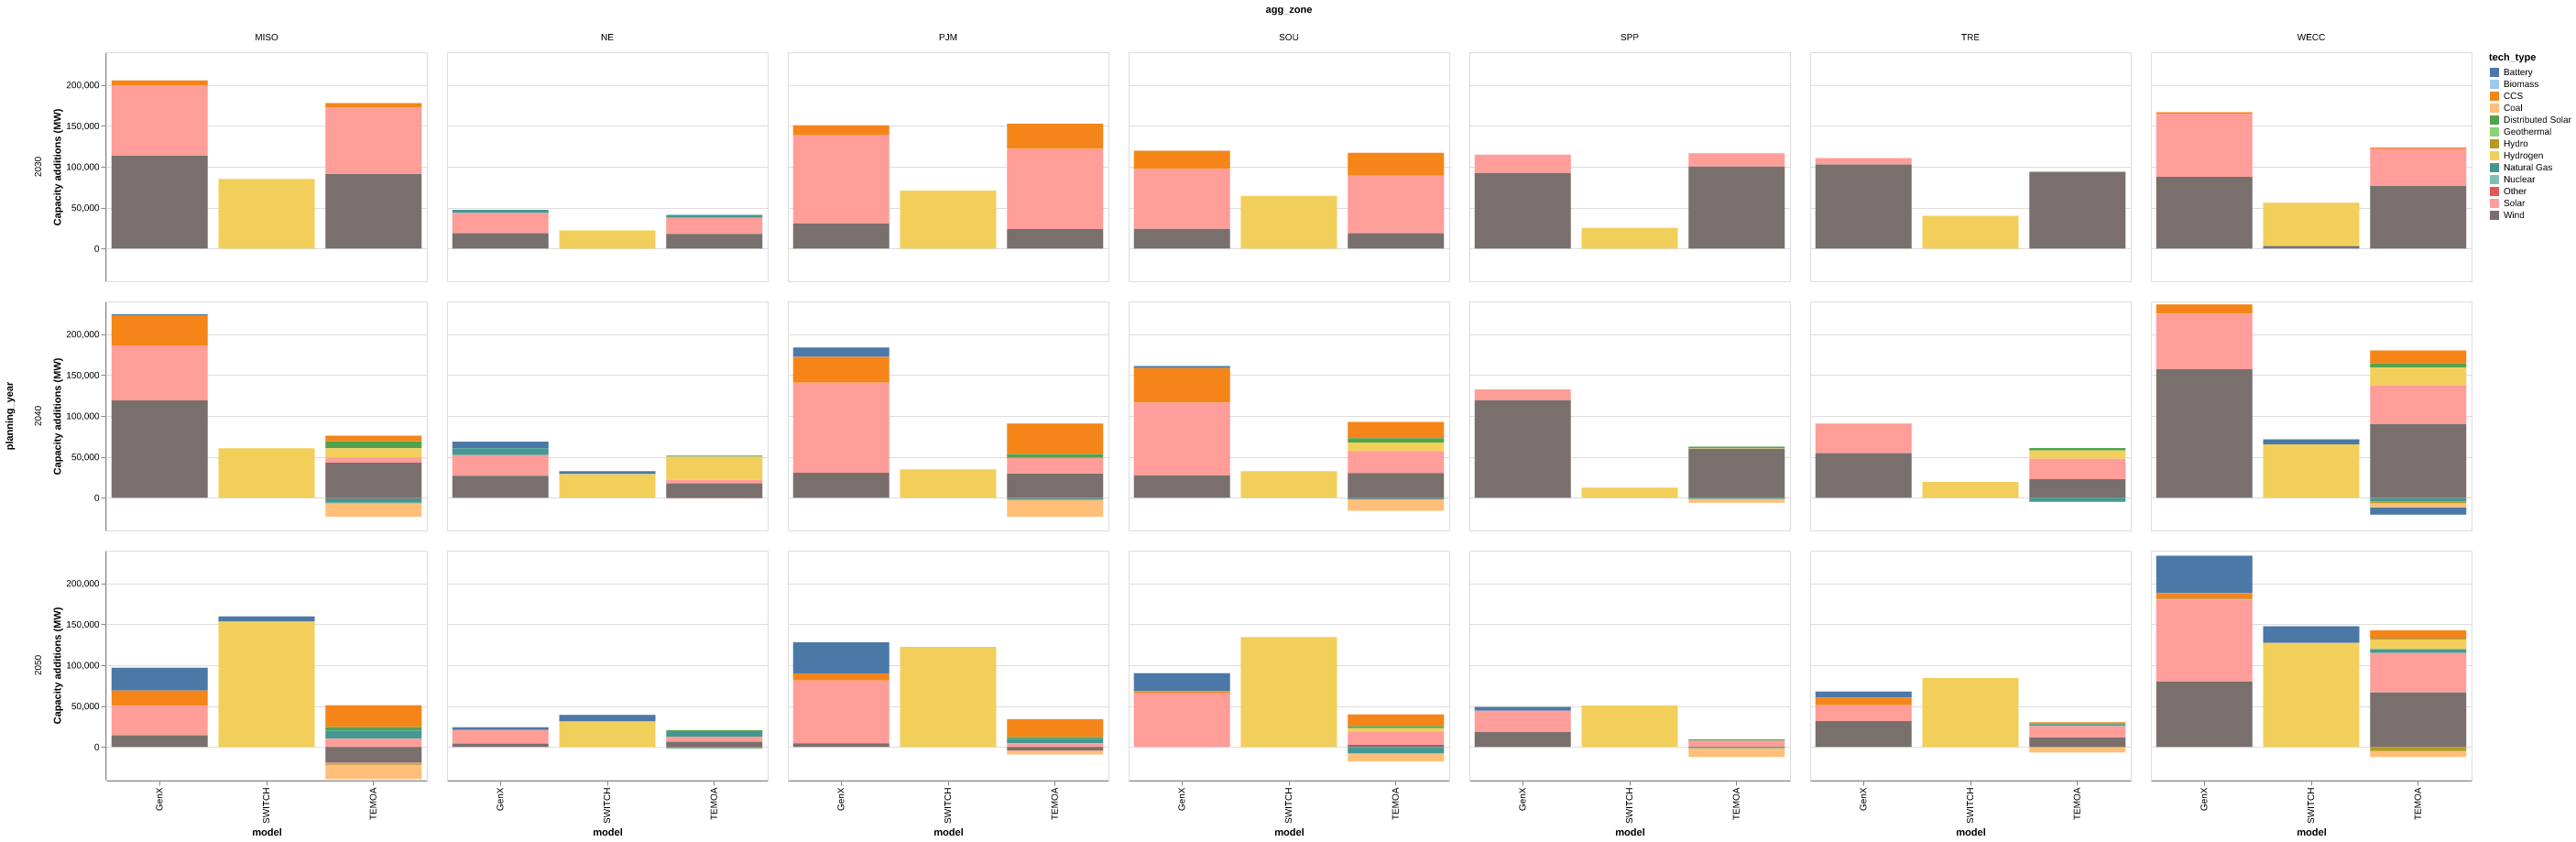 agg_zone
MISO NE PJM SOU SPP TRE WECC
planning_year
2030
Capacity additions (MW)
200,000
150,000
100,000
50,000
0
2040
Capacity additions (MW)
200,000
150,000
100,000
50,000
0
2050
Capacity additions (MW)
200,000
150,000
100,000
50,000
0
GenX SWITCH TEMOA GenX SWITCH TEMOA GenX SWITCH TEMOA GenX SWITCH TEMOA GenX SWITCH TEMOA GenX SWITCH TEMOA GenX SWITCH TEMOA
model model model model model model model
tech_type
Battery
Biomass
CCS
Coal
Distributed Solar
Geothermal
Hydro
Hydrogen
Natural Gas
Nuclear
Other
Solar
Wind